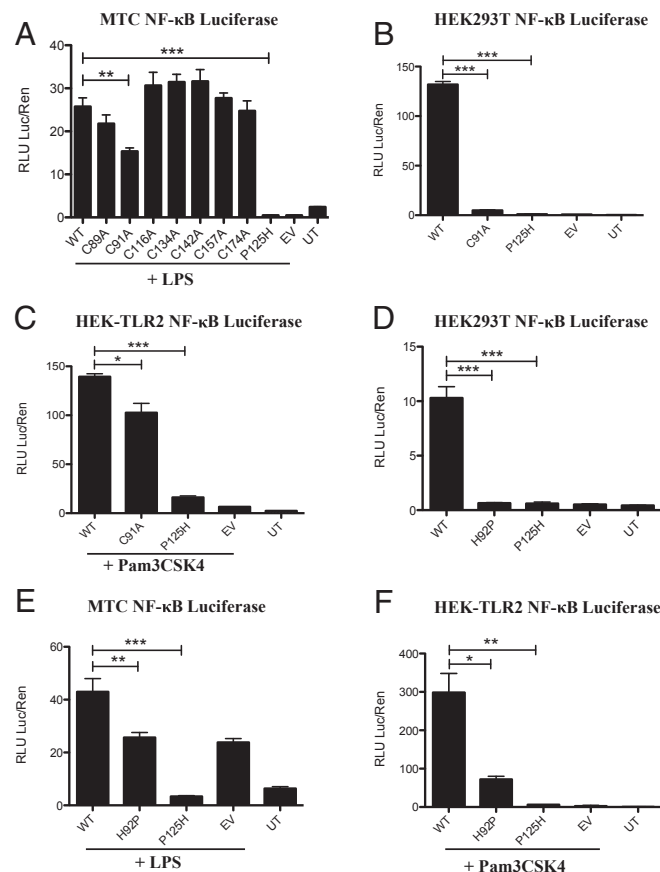 A
MTC NF-κB Luciferase
RLU Luc/Ren
40
30
20
10
0
**
***
WT
C89A
C91A
C116A
C134A
C142A
C157A
C174A
P125H
EV
UT
+ LPS
B
HEK293T NF-κB Luciferase
RLU Luc/Ren
150
100
50
0
***
***
WT
C91A
P125H
EV
UT
C
HEK-TLR2 NF-κB Luciferase
RLU Luc/Ren
150
100
50
0
***
*
WT
C91A
P125H
EV
UT
+ Pam3CSK4
D
HEK293T NF-κB Luciferase
RLU Luc/Ren
15
10
5
0
***
***
WT
H92P
P125H
EV
UT
E
MTC NF-κB Luciferase
RLU Luc/Ren
60
40
20
0
***
**
WT
H92P
P125H
EV
UT
+ LPS
F
HEK-TLR2 NF-κB Luciferase
RLU Luc/Ren
400
300
200
100
0
**
*
WT
H92P
P125H
EV
UT
+ Pam3CSK4